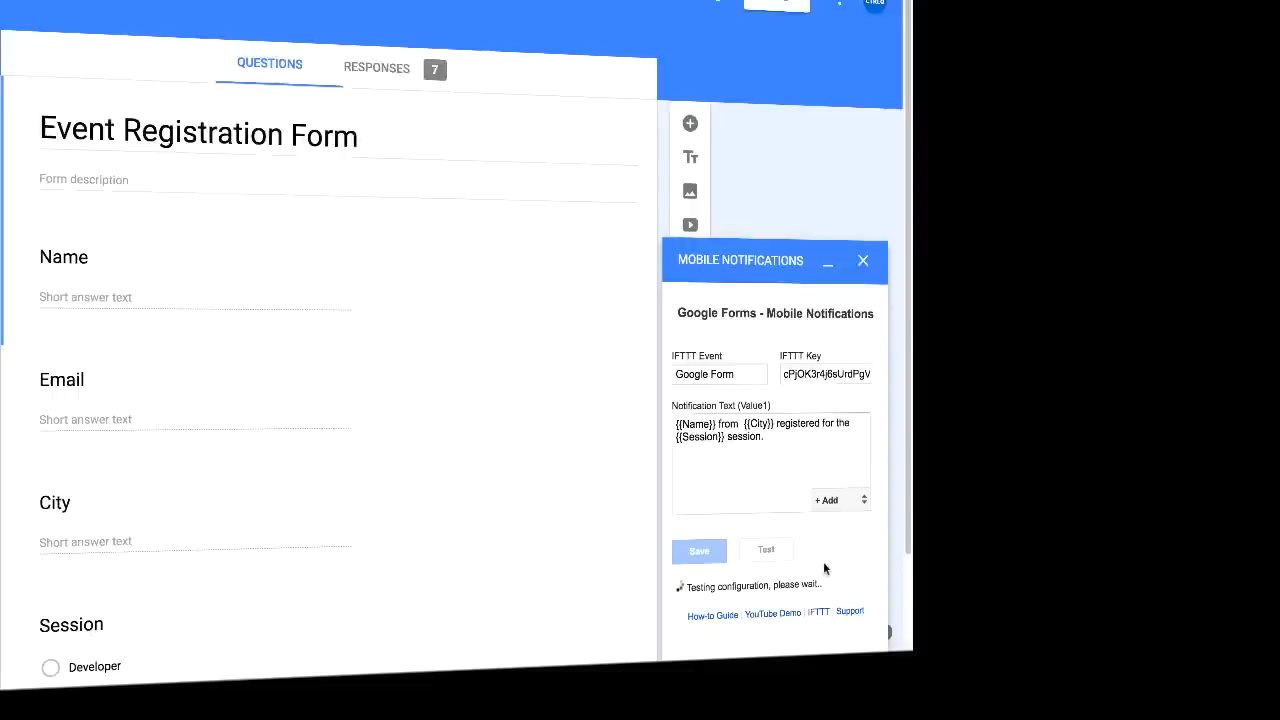 CTRLQ
QUESTIONS
RESPONSES 7
Event Registration Form
Form description
Name
Short answer text
Email
Short answer text
City
Short answer text
Session
Developer
MOBILE NOTIFICATIONS
Google Forms - Mobile Notifications
IFTTT Event IFTTT Key
Google Form cPjOK3r4j6sUrdPgV
Notification Text (Value1)
{{Name}} from {{City}} registered for the
{{Session}} session.
+ Add
Save Test
Testing configuration, please wait..
How-to Guide | YouTube Demo | IFTTT | Support